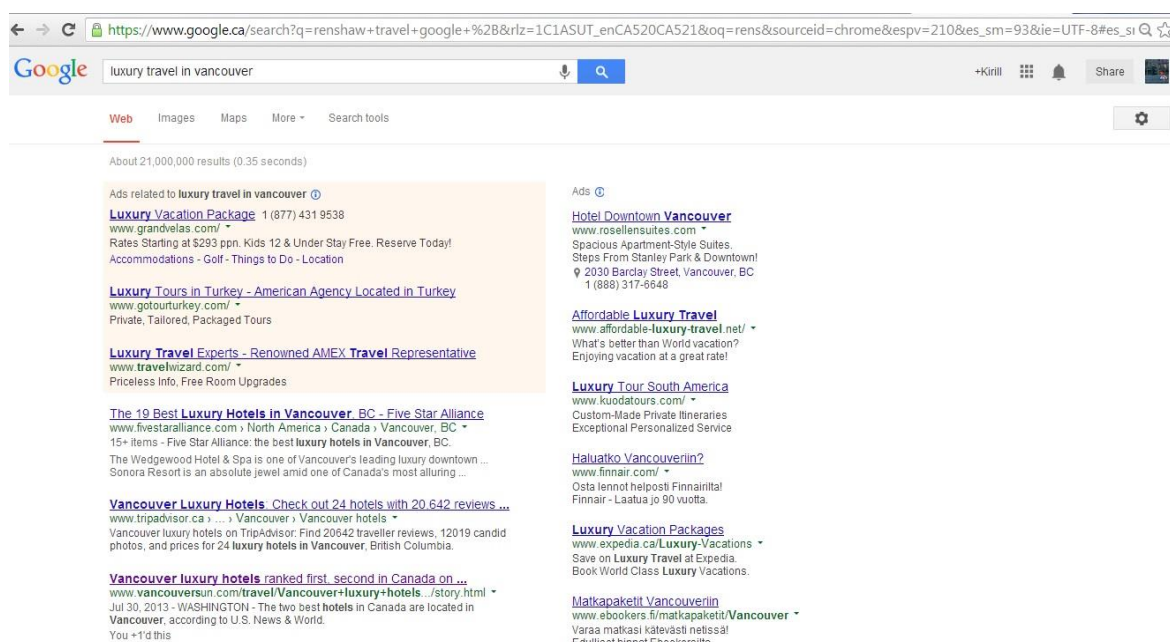 https://www.google.ca/search?q=renshaw+travel+google+%2B&rlz=1C1ASUT_enCA520CA521&oq=rens&sourceid=chrome&espv=210&es_sm=93&ie=UTF-8#es_sr
Google
luxury travel in vancouver
+Kirill
Share
Web Images Maps More Search tools
About 21,000,000 results (0.35 seconds)
Ads related to luxury travel in vancouver
Luxury Vacation Package 1 (877) 431 9538
www.grandvelas.com/
Rates Starting at $293 ppn. Kids 12 & Under Stay Free. Reserve Today!
Accommodations - Golf - Things to Do - Location
Luxury Tours in Turkey - American Agency Located in Turkey
www.gotourturkey.com/
Private, Tailored, Packaged Tours
Luxury Travel Experts - Renowned AMEX Travel Representative
www.travelwizard.com/
Priceless Info, Free Room Upgrades
The 19 Best Luxury Hotels in Vancouver, BC - Five Star Alliance
www.fivestaralliance.com › North America › Canada › Vancouver, BC
15+ items - Five Star Alliance: the best luxury hotels in Vancouver, BC.
The Wedgewood Hotel & Spa is one of Vancouver's leading luxury downtown ...
Sonora Resort is an absolute jewel amid one of Canada's most alluring ...
Vancouver Luxury Hotels: Check out 24 hotels with 20,642 reviews ...
www.tripadvisor.ca › ... › Vancouver › Vancouver hotels
Vancouver luxury hotels on TripAdvisor: Find 20642 traveller reviews, 12019 candid
photos, and prices for 24 luxury hotels in Vancouver, British Columbia.
Vancouver luxury hotels ranked first, second in Canada on ...
www.vancouversun.com/travel/Vancouver+luxury+hotels.../story.html
Jul 30, 2013 - WASHINGTON - The two best hotels in Canada are located in
Vancouver, according to U.S. News & World.
You +1'd this
Ads
Hotel Downtown Vancouver
www.rosellensuites.com
Spacious Apartment-Style Suites.
Steps From Stanley Park & Downtown!
2030 Barclay Street, Vancouver, BC
1 (888) 317-6648
Affordable Luxury Travel
www.affordable-luxury-travel.net/
What's better than World vacation?
Enjoying vacation at a great rate!
Luxury Tour South America
www.kuodatours.com/
Custom-Made Private Itineraries
Exceptional Personalized Service
Haluatko Vancouveriin?
www.finnair.com/
Osta lennot helposti Finnairilta!
Finnair - Laatua jo 90 vuotta.
Luxury Vacation Packages
www.expedia.ca/Luxury-Vacations
Save on Luxury Travel at Expedia.
Book World Class Luxury Vacations.
Matkapaketit Vancouveriin
www.ebookers.fi/matkapaketit/Vancouver
Varaa matkasi kätevästi netissä!